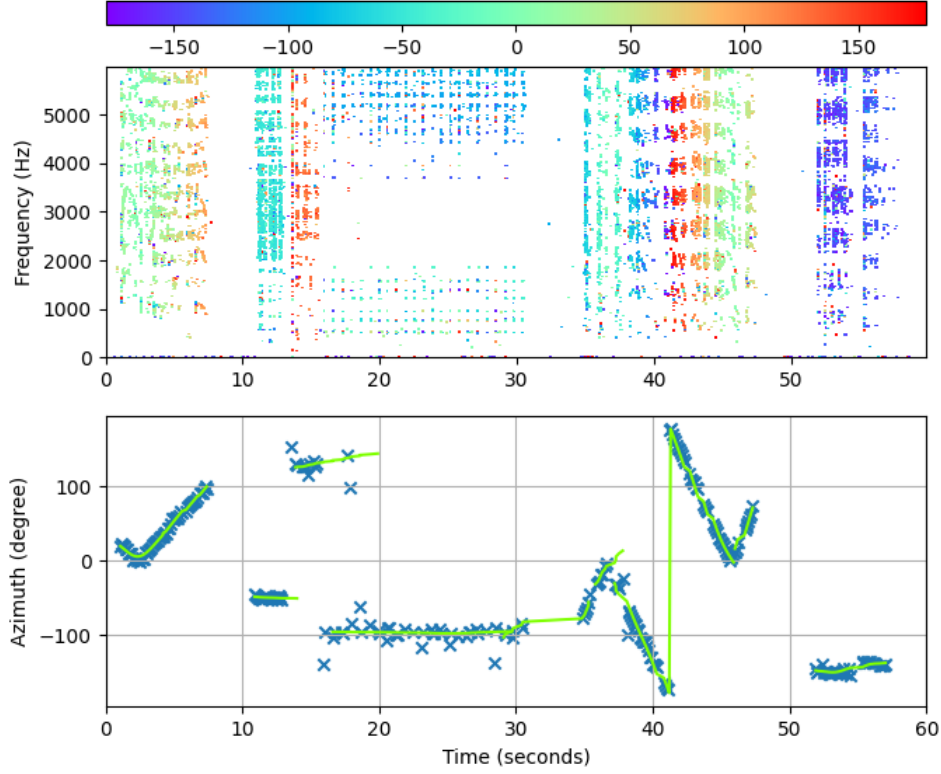 −150 −100 −50 0 50 100 150
5000
4000
3000
2000
1000
0
Frequency (Hz)
0 10 20 30 40 50
100
0
−100
Azimuth (degree)
0 10 20 30 40 50 60
Time (seconds)